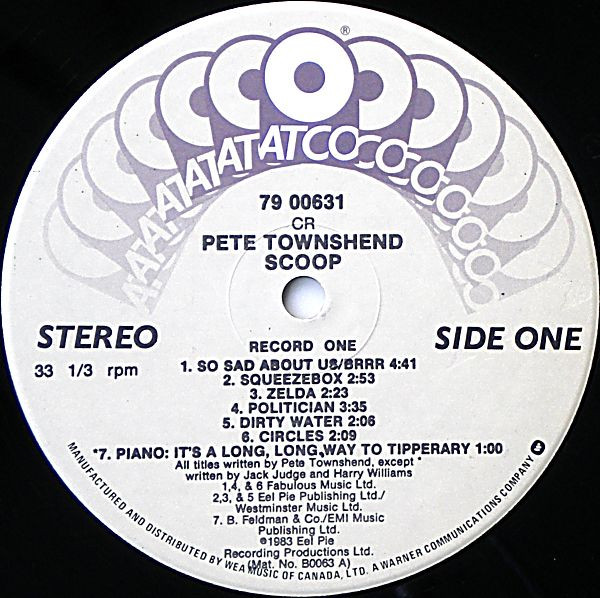 ®
ATATATATATATCOCOCOCOCOCO
79 00631
CR
PETE TOWNSHEND
SCOOP
STEREO
SIDE ONE
33 1/3 rpm
RECORD ONE
1. SO SAD ABOUT US/BRRR 4:41
2. SQUEEZEBOX 2:53
3. ZELDA 2:23
4. POLITICIAN 3:35
5. DIRTY WATER 2:06
6. CIRCLES 2:09
*7. PIANO: IT'S A LONG, LONG WAY TO TIPPERARY 1:00
All titles written by Pete Townshend, except *
written by Jack Judge and Harry Williams
1,4, & 6 Fabulous Music Ltd.
2,3, & 5 Eel Pie Publishing Ltd./
Westminster Music Ltd.
7. B. Feldman & Co./EMI Music
Publishing Ltd.
℗1983 Eel Pie
Recording Productions Ltd.
(Mat. No. B0063 A)
MANUFACTURED AND DISTRIBUTED BY WEA MUSIC OF CANADA, LTD. A WARNER COMMUNICATIONS COMPANY